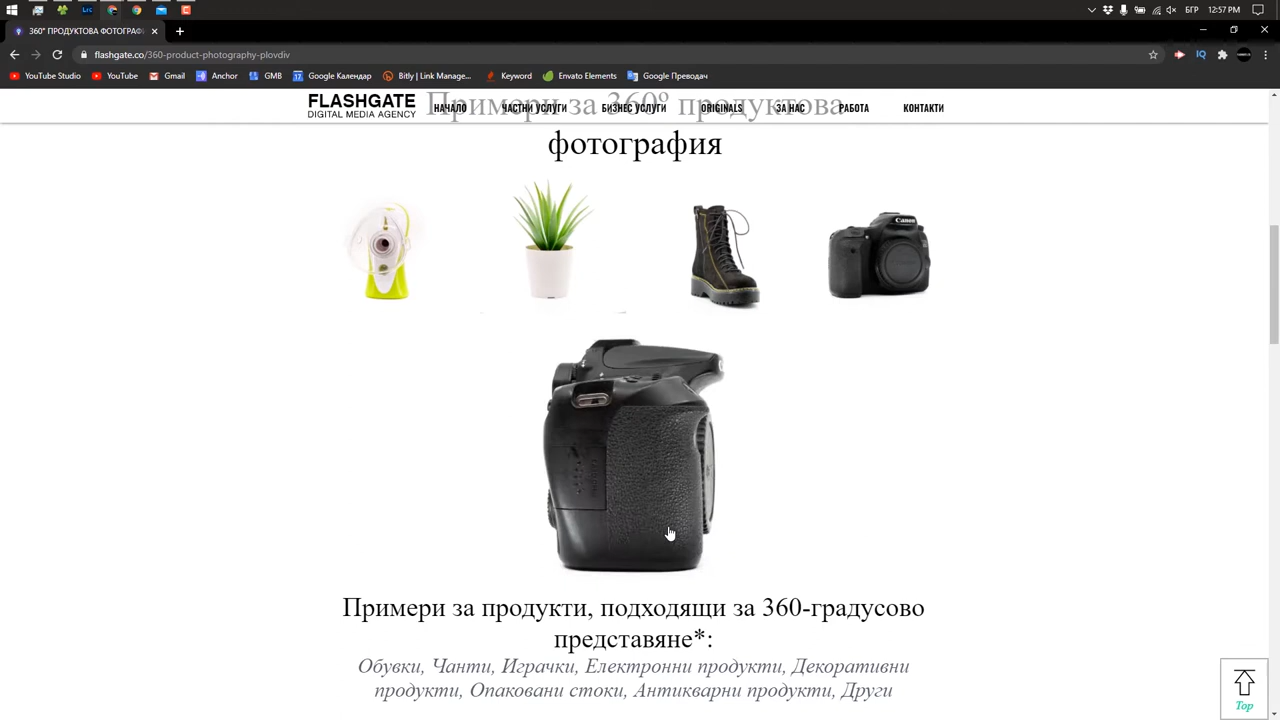 БГР 12:57 PM
360° ПРОДУКТОВА ФОТОГРАФ
flashgate.co/360-product-photography-plovdiv
YouTube Studio YouTube Gmail Anchor GMB Google Календар Bitly | Link Manage... Keyword Envato Elements Google Преводач
FLASHGATE
DIGITAL MEDIA AGENCY
НАЧАЛО ЧАСТНИ УСЛУГИ БИЗНЕС УСЛУГИ ORIGINALS ЗА НАС РАБОТА КОНТАКТИ
Примери за 360º продуктова
фотография
Canon
Примери за продукти, подходящи за 360-градусово
представяне*:
Обувки, Чанти, Играчки, Електронни продукти, Декоративни
продукти, Опаковани стоки, Антикварни продукти, Други
Top